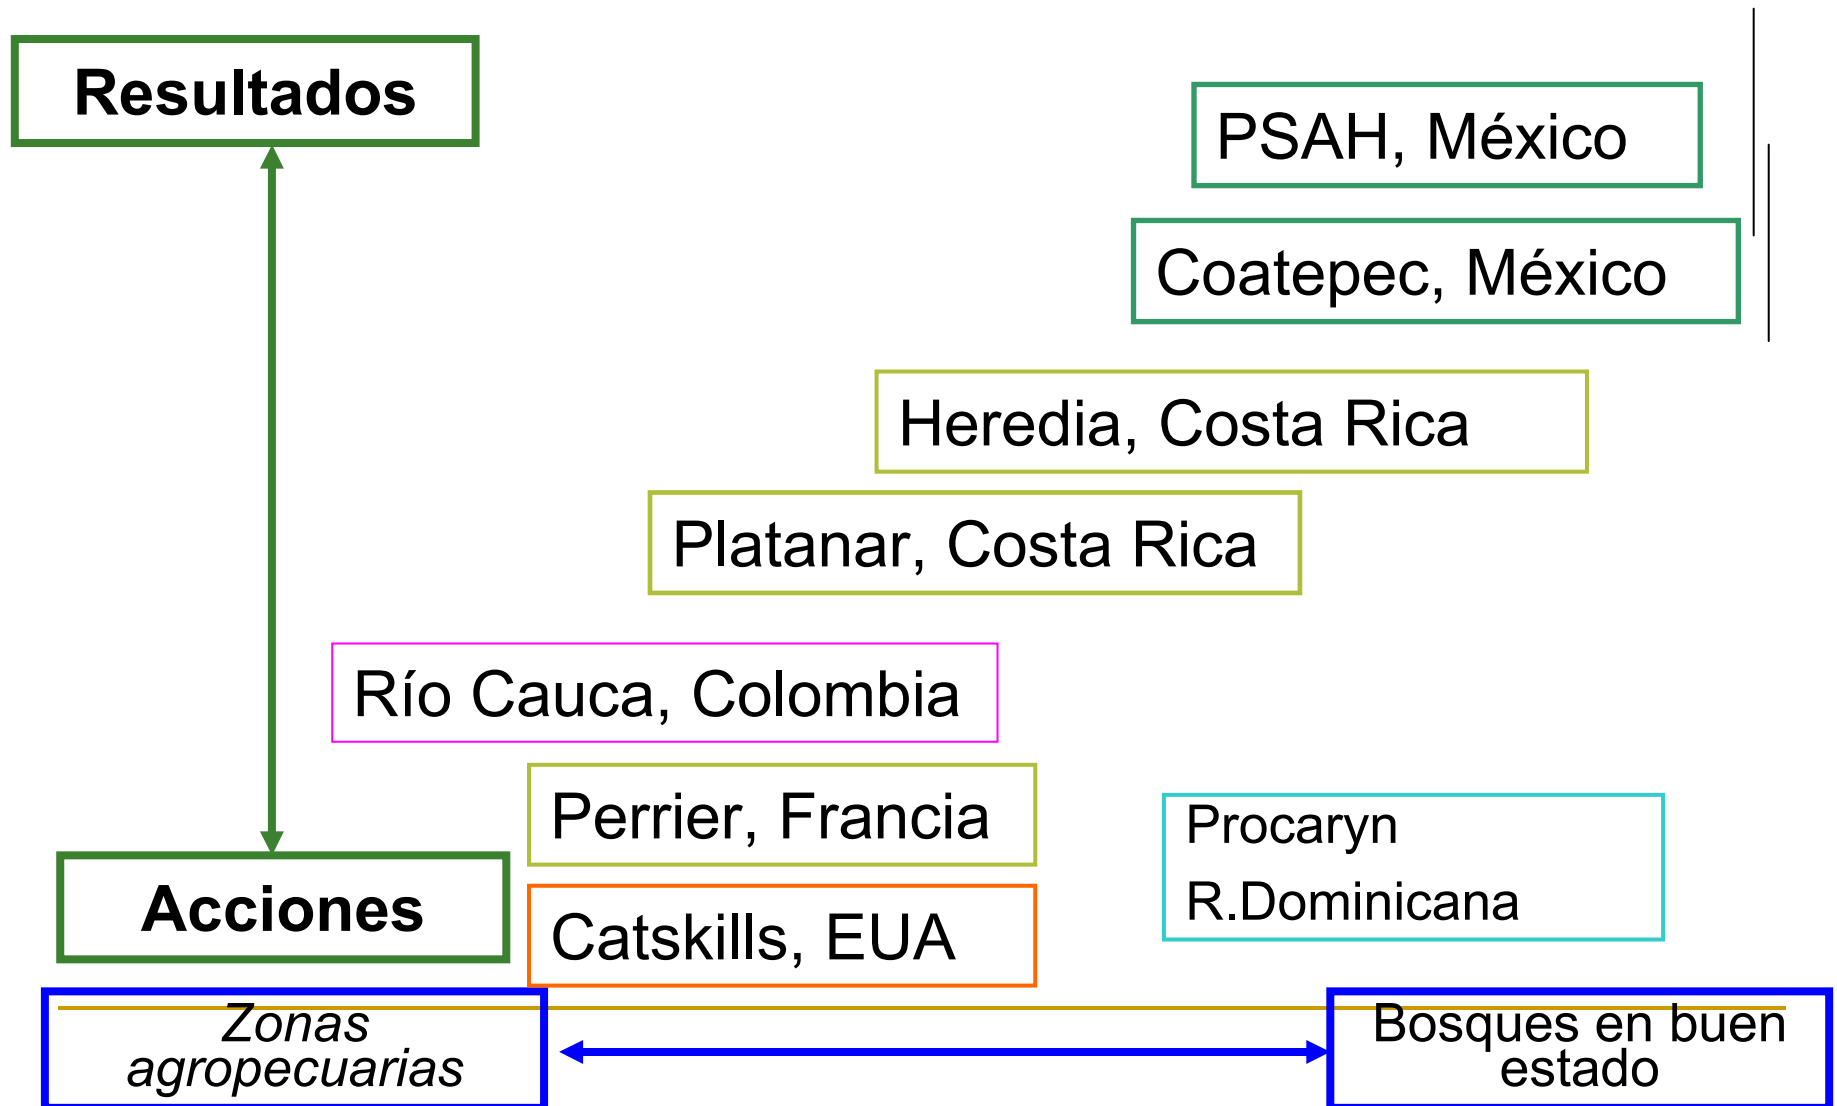 Resultados
PSAH, México
Coatepec, México
Heredia, Costa Rica
Platanar, Costa Rica
Río Cauca, Colombia
Perrier, Francia
Procaryn
R.Dominicana
Acciones
Catskills, EUA
Zonas
agropecuarias
Bosques en buen
estado